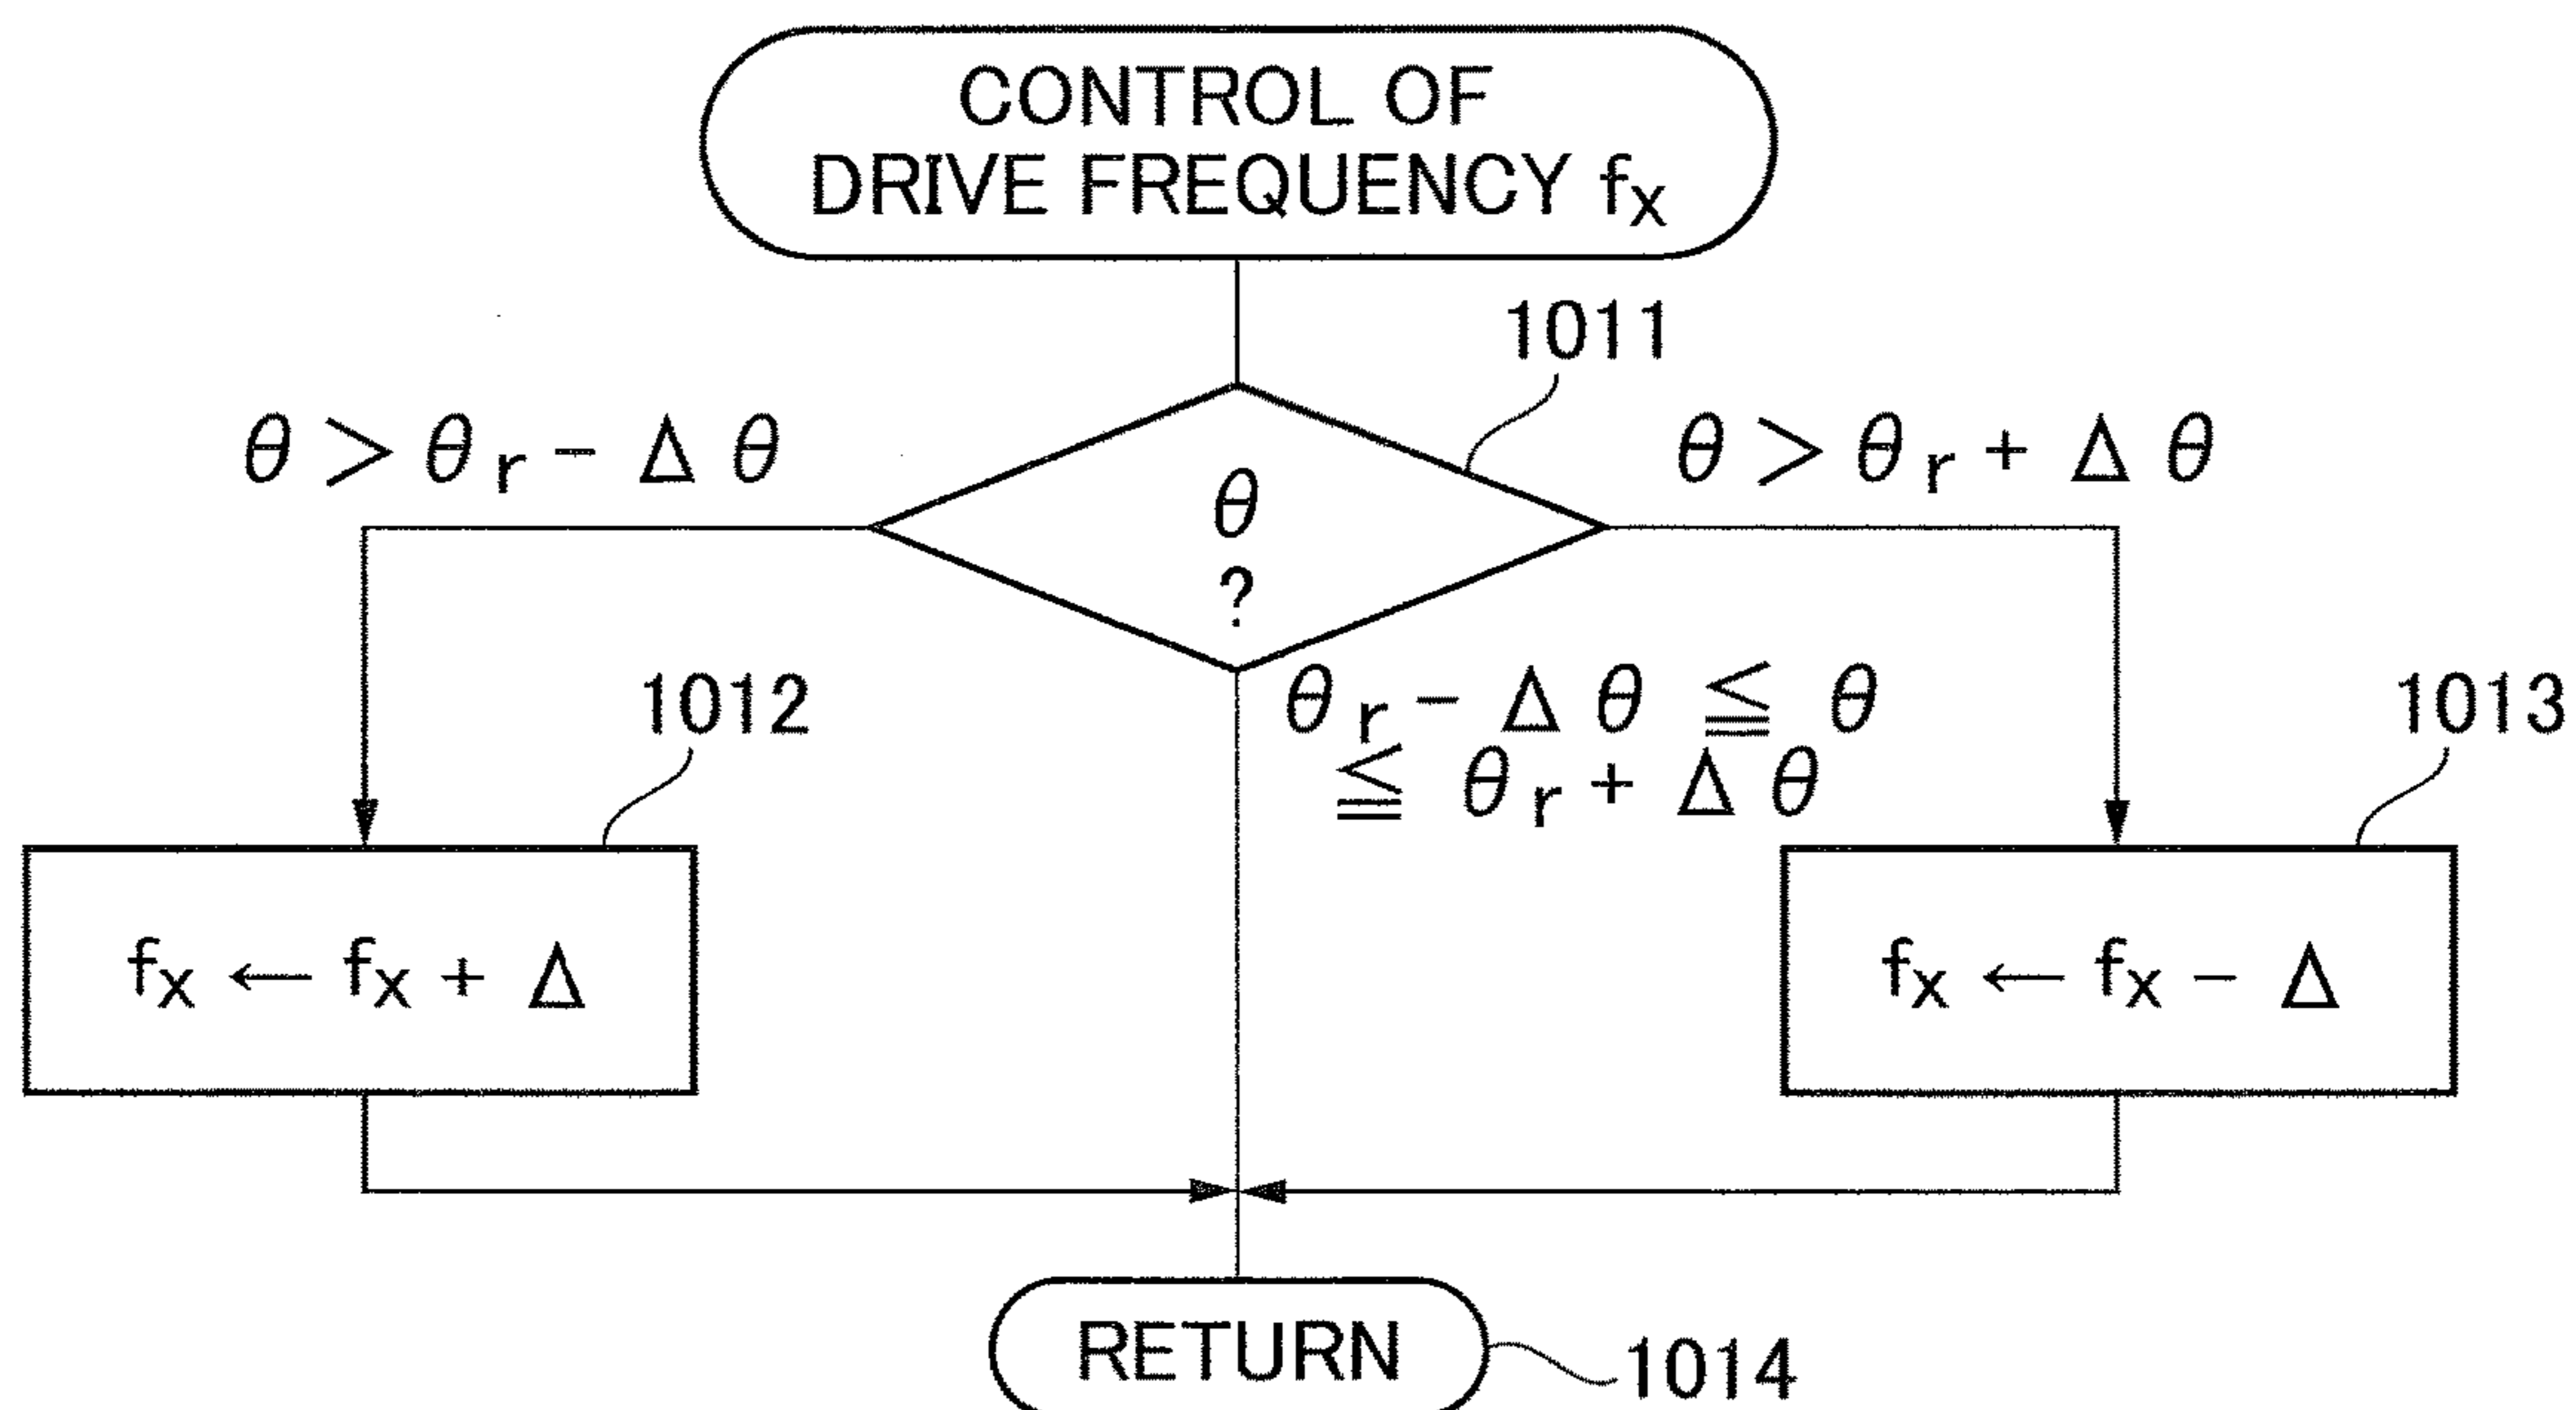 CONTROL OF
DRIVE FREQUENCY fx
1011
θ > θr - Δθ
θ > θr + Δθ
θ
?
θr - Δθ ≦ θ
≦ θr + Δθ
1012
1013
fx ← fx + Δ
fx ← fx - Δ
RETURN
1014